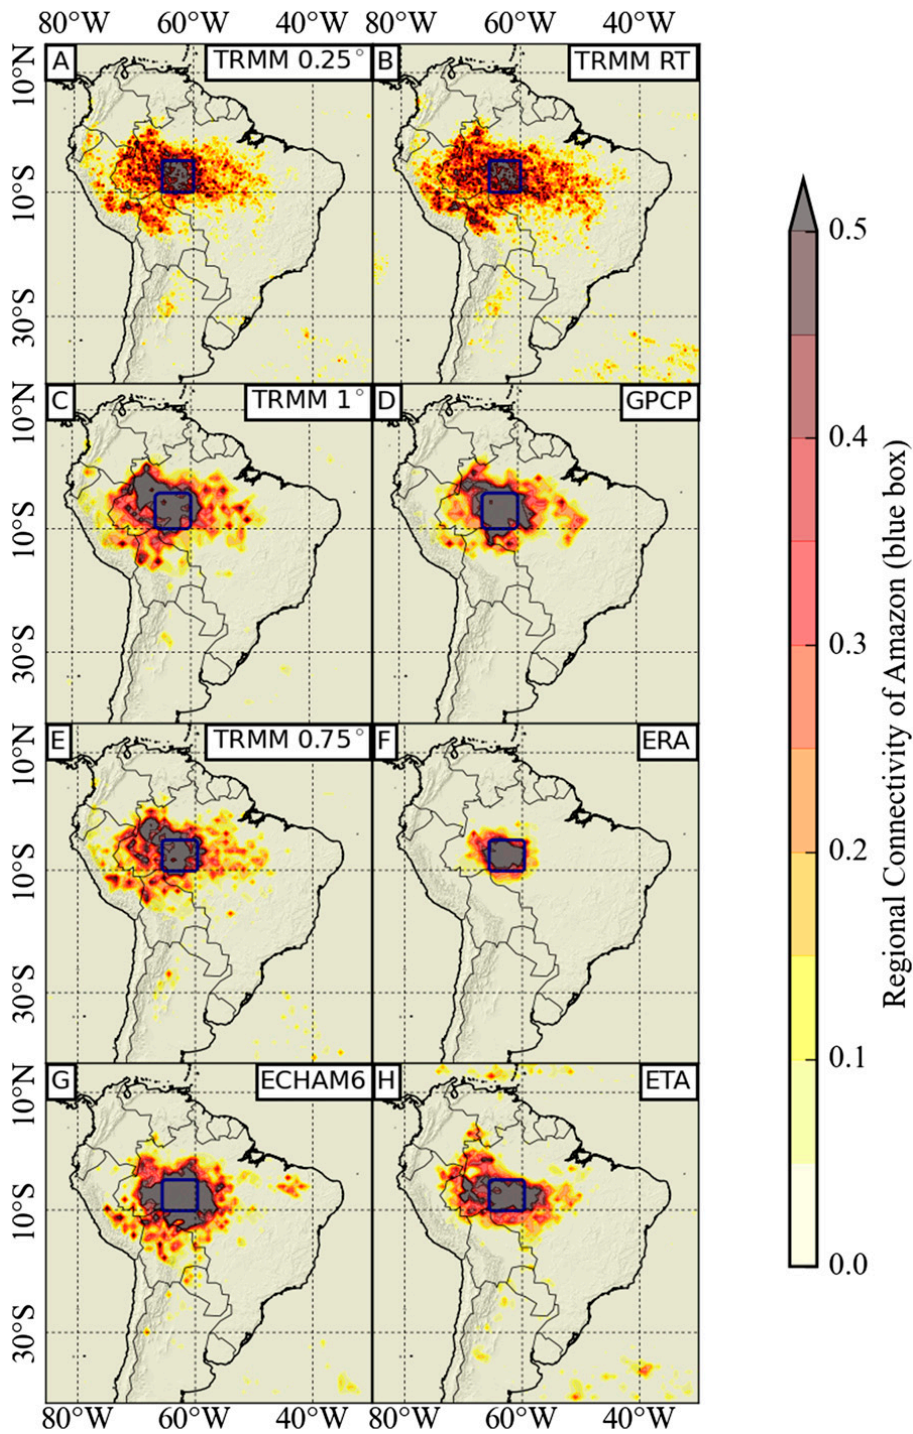 80°W 60°W 40°W 80°W 60°W 40°W
A TRMM 0.25° B TRMM RT
10°N
10°S
30°S
C TRMM 1° D GPCP
10°N
10°S
30°S
E TRMM 0.75° F ERA
10°N
10°S
30°S
G ECHAM6 H ETA
10°N
10°S
30°S
80°W 60°W 40°W 80°W 60°W 40°W
0.5
0.4
0.3
0.2
0.1
0.0
Regional Connectivity of Amazon (blue box)